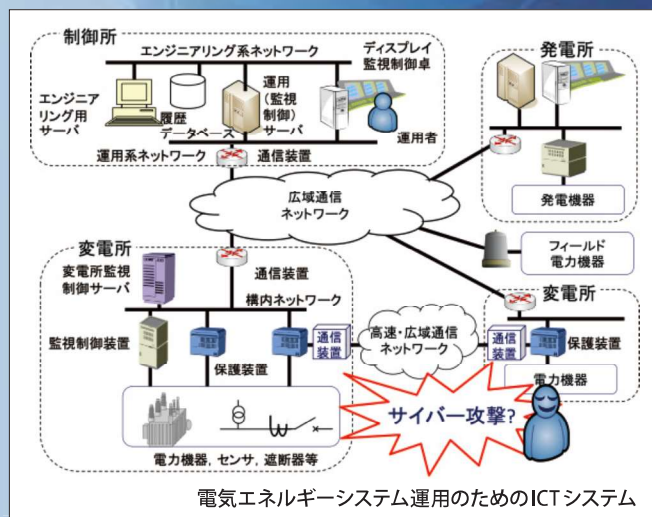 制御所
エンジニアリング系ネットワーク
ディスプレイ
監視制御卓
エンジニア
リング用
サーバ
履歴
データベース
運用
(監視
制御)
サーバ
運用者
運用系ネットワーク
通信装置
発電所
発電機器
広域通信
ネットワーク
フィールド
電力機器
変電所
変電所監視
制御サーバ
通信装置
構内ネットワーク
監視制御装置
保護装置
通信
装置
高速・広域通信
ネットワーク
変電所
通信
装置
保護装置
電力機器
電力機器,センサ,遮断器等
サイバー攻撃?
電気エネルギーシステム運用のためのICTシステム